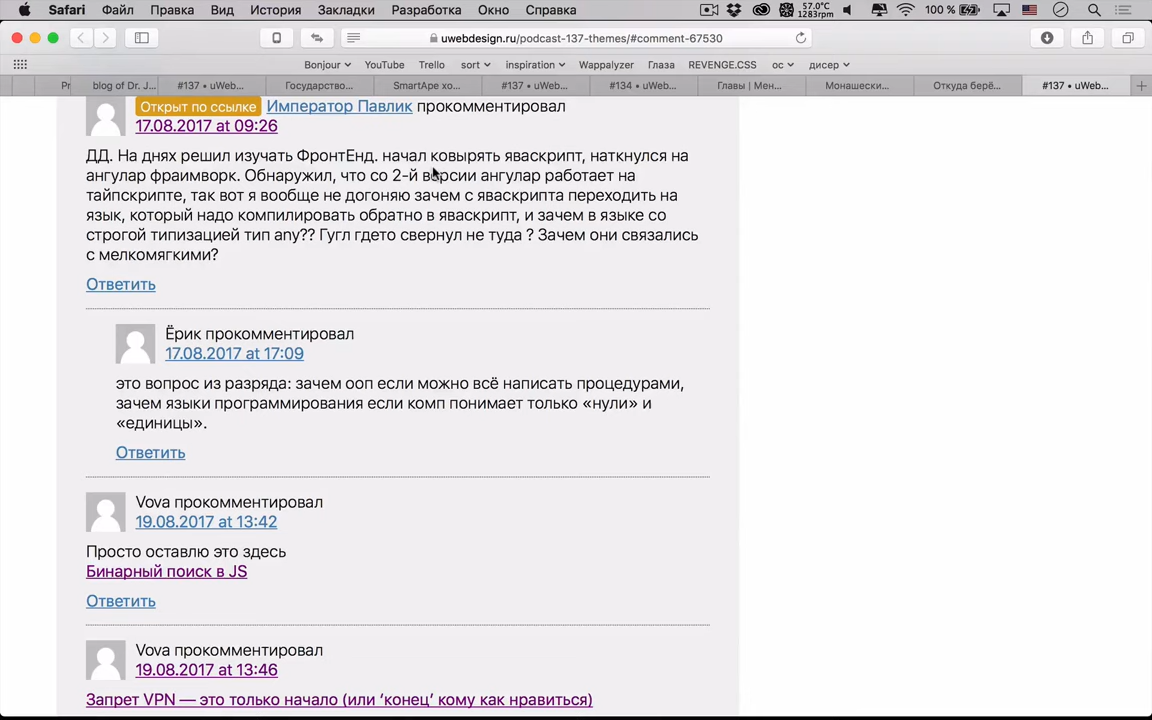 Safari Файл Правка Вид История Закладки Разработка Окно Справка 57.0°C 1283rpm 100 %
uwebdesign.ru/podcast-137-themes/#comment-67530
Bonjour YouTube Trello sort inspiration Wappalyzer Глаза REVENGE.CSS ос дисер
Pr blog of Dr. J... #137 • uWeb... Государство... SmartApe хо... #137 • uWeb... #134 • uWeb... Главы | Мен... Монашески... Откуда берё... #137 • uWeb...
Открыт по ссылке Император Павлик прокомментировал
17.08.2017 at 09:26
ДД. На днях решил изучать ФронтЕнд. начал ковырять яваскрипт, наткнулся на
ангулар фраимворк. Обнаружил, что со 2-й версии ангулар работает на
тайпскрипте, так вот я вообще не догоняю зачем с яваскрипта переходить на
язык, который надо компилировать обратно в яваскрипт, и зачем в языке со
строгой типизацией тип any?? Гугл гдето свернул не туда ? Зачем они связались
с мелкомягкими?
Ответить
Ёрик прокомментировал
17.08.2017 at 17:09
это вопрос из разряда: зачем ооп если можно всё написать процедурами,
зачем языки программирования если комп понимает только «нули» и
«единицы».
Ответить
Vova прокомментировал
19.08.2017 at 13:42
Просто оставлю это здесь
Бинарный поиск в JS
Ответить
Vova прокомментировал
19.08.2017 at 13:46
Запрет VPN — это только начало (или ‘конец’ кому как нравиться)